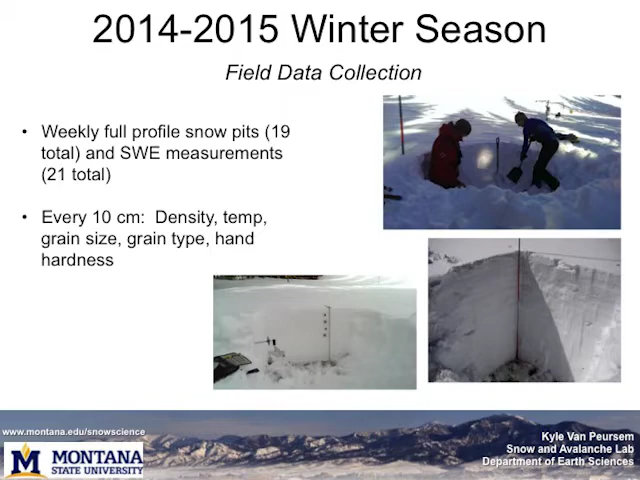 2014-2015 Winter Season
Field Data Collection
• Weekly full profile snow pits (19
total) and SWE measurements
(21 total)
• Every 10 cm: Density, temp,
grain size, grain type, hand
hardness
www.montana.edu/snowscience
M MONTANA
STATE UNIVERSITY
Kyle Van Peursem
Snow and Avalanche Lab
Department of Earth Sciences